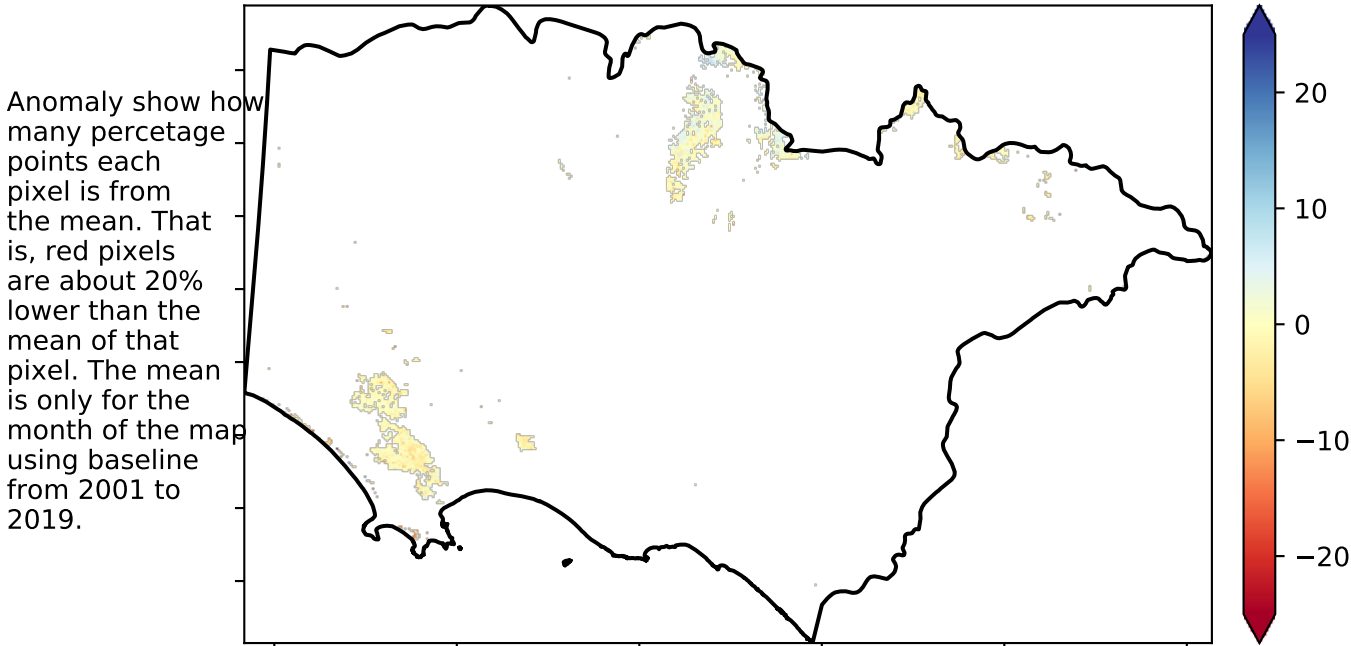 Anomaly show how
many percetage
points each
pixel is from
the mean. That
is, red pixels
are about 20%
lower than the
mean of that
pixel. The mean
is only for the
month of the map
using baseline
from 2001 to
2019.
20
10
0
−10
−20